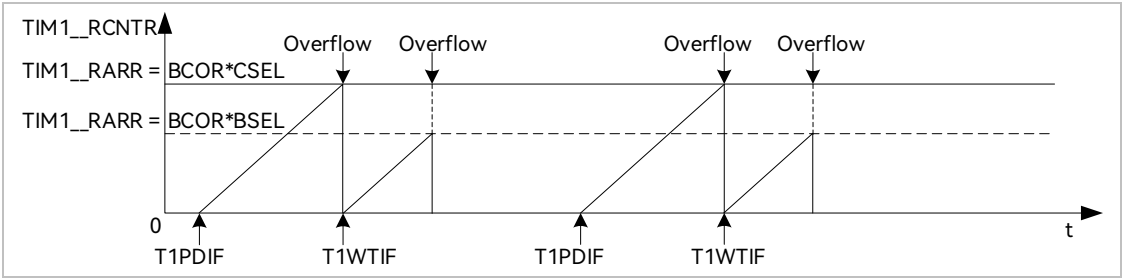 TIM1__RCNTR
Overflow Overflow Overflow Overflow
TIM1__RARR = BCOR*CSEL
TIM1__RARR = BCOR*BSEL
0
t
T1PDIF T1WTIF T1PDIF T1WTIF